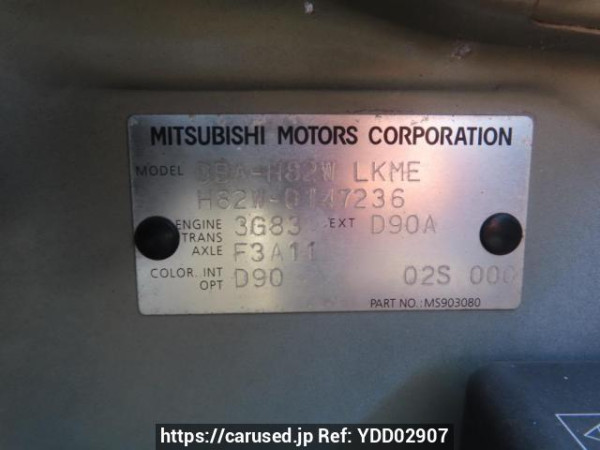 MITSUBISHI MOTORS CORPORATION
MODEL DBA-H82W LKME
H82W-0147236
ENGINE 3G83 EXT D90A
TRANS
AXLE F3A11
COLOR. INT D90 02S 000
OPT
PART NO.: MS903080
https://carused.jp Ref: YDD02907